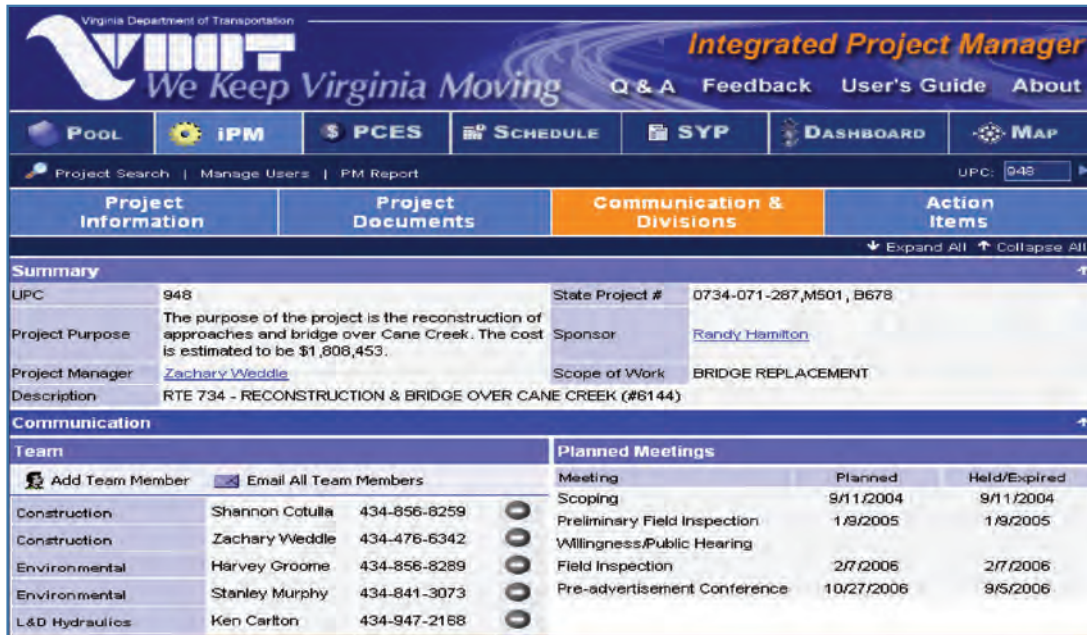 Virginia Department of Transportation
VDOT
We Keep Virginia Moving
Integrated Project Manager
Q & A Feedback User's Guide About
POOL iPM $ PCES SCHEDULE SYP DASHBOARD MAP
Project Search | Manage Users | PM Report UPC: 948
Project Information Project Documents Communication & Divisions Action Items
Expand All Collapse All
Summary
UPC 948 State Project # 0734-071-287,M501, B678
Project Purpose The purpose of the project is the reconstruction of
approaches and bridge over Cane Creek. The cost
is estimated to be $1,808,453.
Sponsor Randy Hamilton
Project Manager Zachary Weddle Scope of Work BRIDGE REPLACEMENT
Description RTE 734 - RECONSTRUCTION & BRIDGE OVER CANE CREEK (#6144)
Communication
Team
Add Team Member Email All Team Members
Construction Shannon Cotulla 434-856-8259
Construction Zachary Weddle 434-476-6342
Environmental Harvey Groome 434-856-8289
Environmental Stanley Murphy 434-841-3073
L&D Hydraulics Ken Carlton 434-947-2168
Planned Meetings
Meeting Planned Held/Expired
Scoping 9/11/2004 9/11/2004
Preliminary Field Inspection 1/9/2005 1/9/2005
Willingness/Public Hearing
Field Inspection 2/7/2006 2/7/2006
Pre-advertisement Conference 10/27/2006 9/5/2006